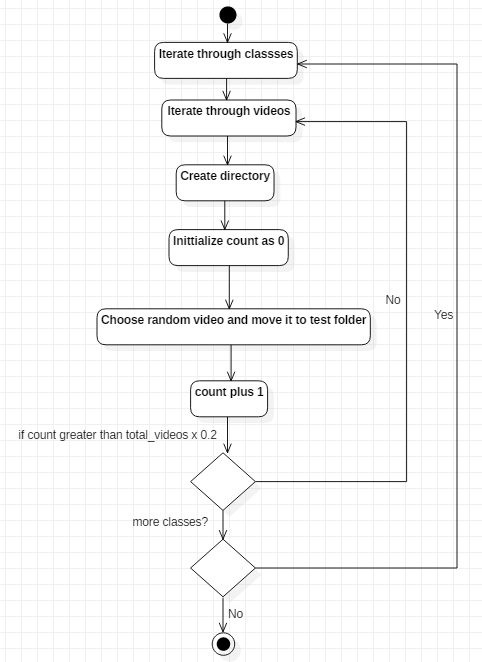 Iterate through classses
Iterate through videos
Create directory
Inittialize count as 0
No
Yes
Choose random video and move it to test folder
count plus 1
if count greater than total_videos x 0.2
more classes?
No